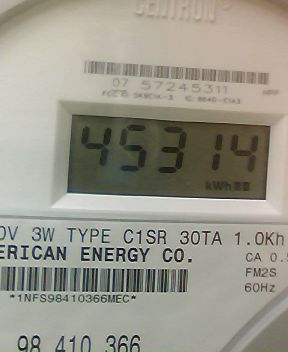 CENTRON®
07 57245311
45314
kWh
0V 3W TYPE C1SR 30TA 1.0Kh
ERICAN ENERGY CO.
CA 0.5
*1NFS98410366MEC*
FM2S
60Hz
98 410 366